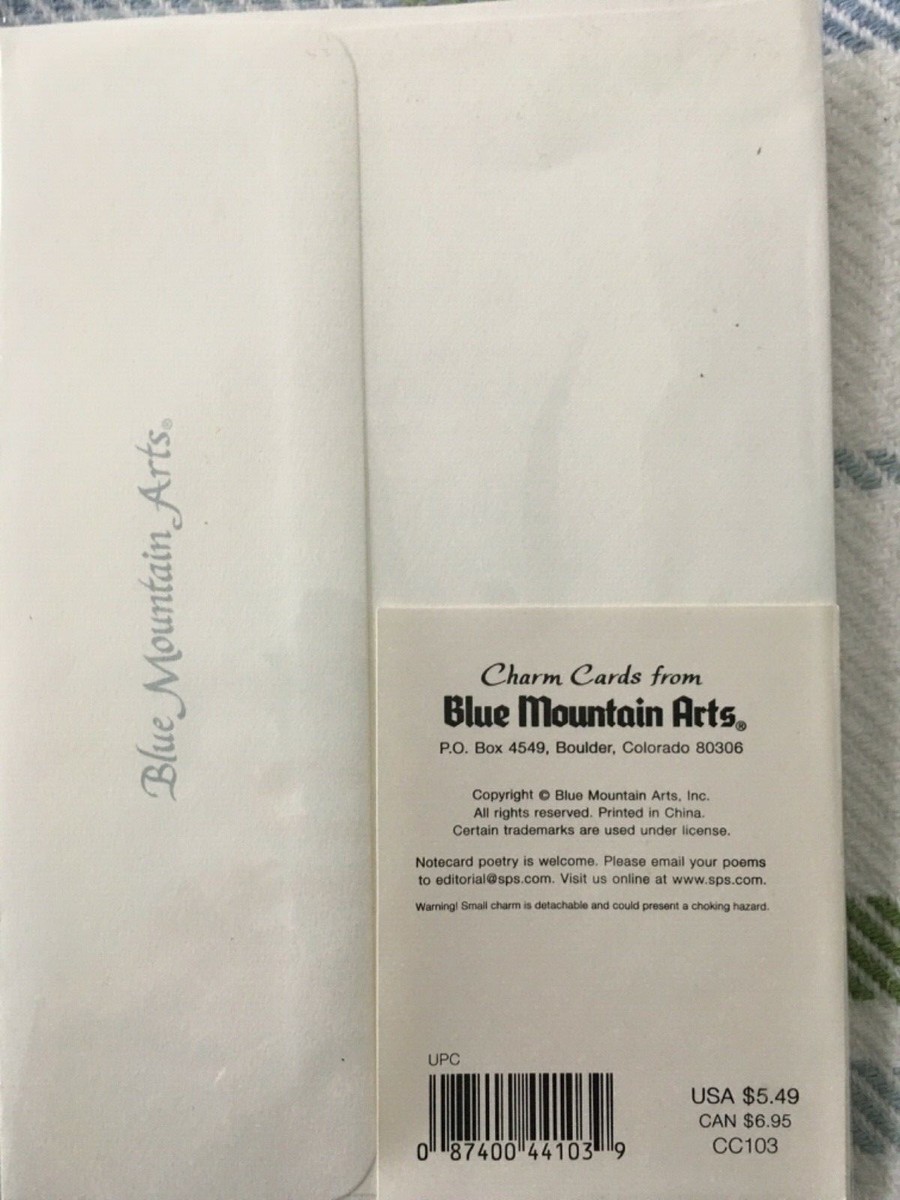 Blue Mountain Arts®
Charm Cards from
Blue Mountain Arts®
P.O. Box 4549, Boulder, Colorado 80306
Copyright © Blue Mountain Arts, Inc.
All rights reserved. Printed in China.
Certain trademarks are used under license.
Notecard poetry is welcome. Please email your poems
to editorial@sps.com. Visit us online at www.sps.com.
Warning! Small charm is detachable and could present a choking hazard.
UPC
0 87400 44103 9
USA $5.49
CAN $6.95
CC103